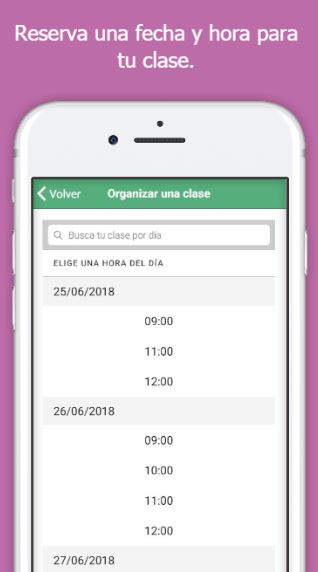 Reserva una fecha y hora para
tu clase.
Volver Organizar una clase
Busca tu clase por día
ELIGE UNA HORA DEL DÍA
25/06/2018
09:00
11:00
12:00
26/06/2018
09:00
10:00
11:00
12:00
27/06/2018